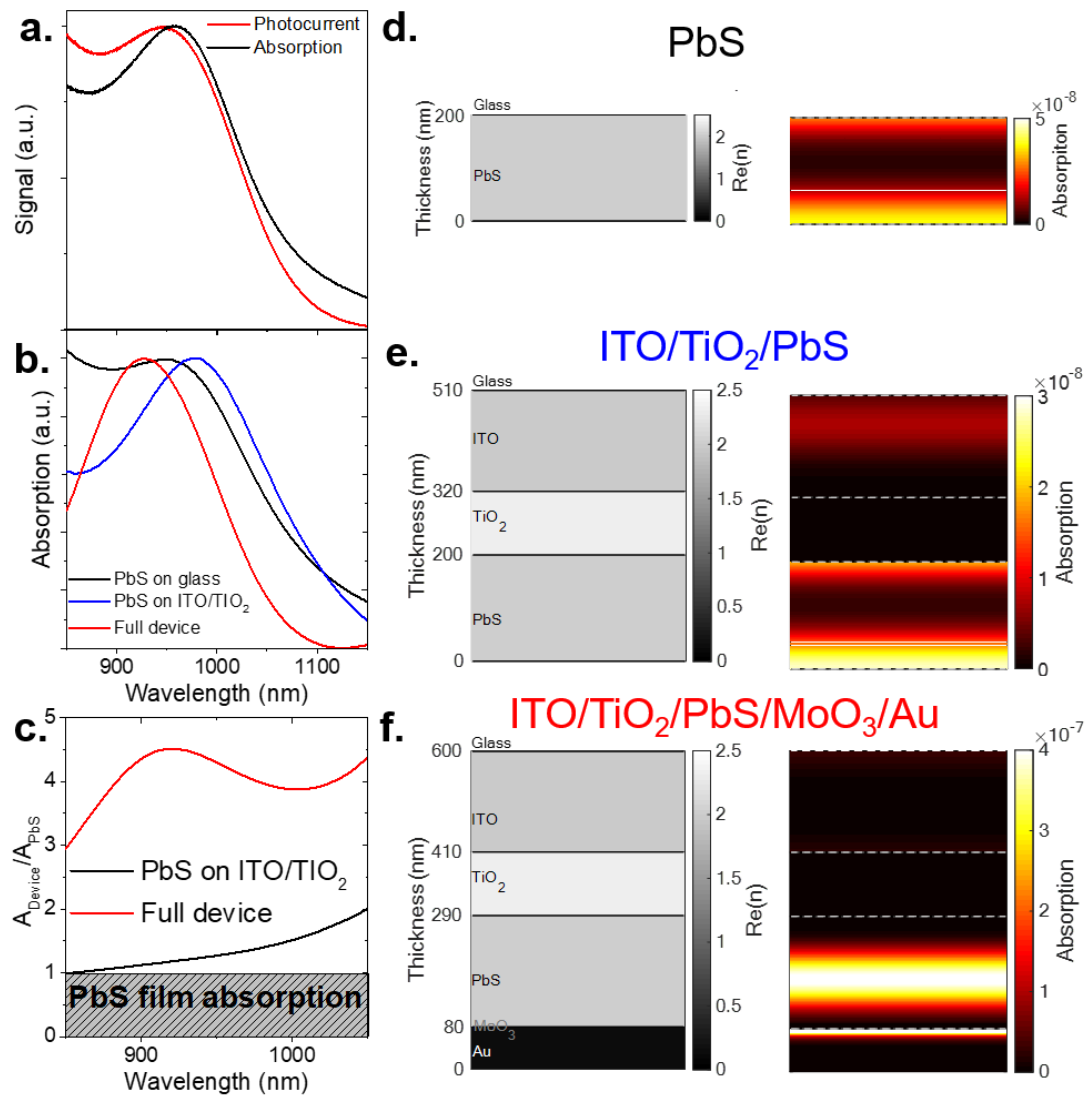 a.
Photocurrent
Absorption
Signal (a.u.)
b.
Absorption (a.u.)
PbS on glass
PbS on ITO/TIO2
Full device
900
1000
1100
Wavelength (nm)
c.
5
4
3
2
1
0
A_Device/A_PbS
PbS on ITO/TIO2
Full device
PbS film absorption
900
1000
Wavelength (nm)
d.
PbS
Glass
200
0
Thickness (nm)
PbS
2
1
0
Re(n)
×10-8
5
0
Absorpiton
e.
ITO/TiO2/PbS
Glass
510
320
200
0
Thickness (nm)
ITO
TiO2
PbS
2.5
2
1.5
1
0.5
0
Re(n)
×10-8
3
2
1
0
Absorption
f.
ITO/TiO2/PbS/MoO3/Au
Glass
600
410
290
80
0
Thickness (nm)
ITO
TiO2
PbS
MoO3
Au
2.5
2
1.5
1
0.5
0
Re(n)
×10-7
4
3
2
1
0
Absorption